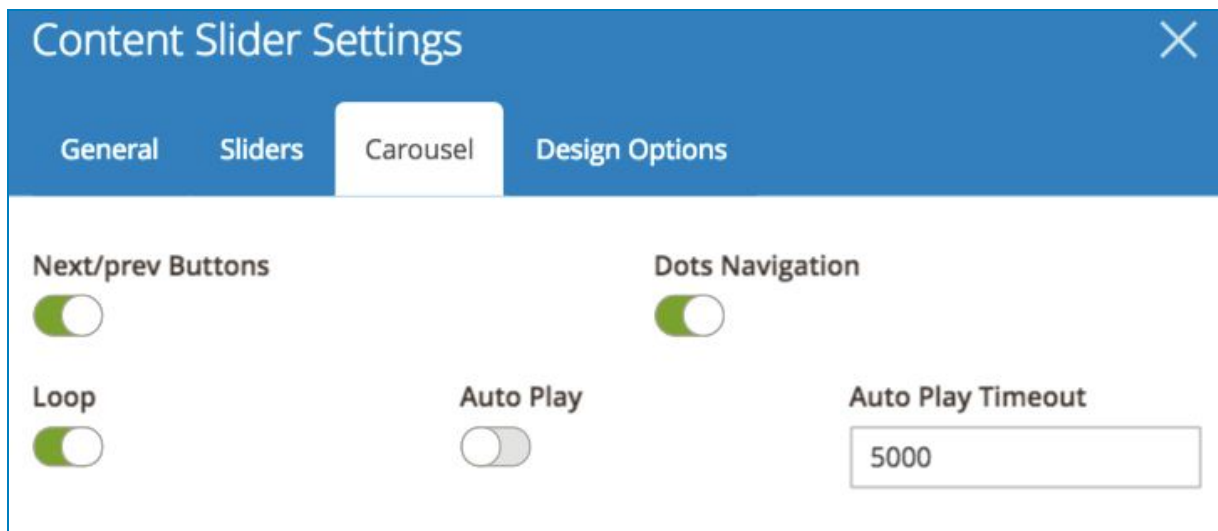 Content Slider Settings
General Sliders Carousel Design Options
Next/prev Buttons Dots Navigation
Loop Auto Play Auto Play Timeout
5000